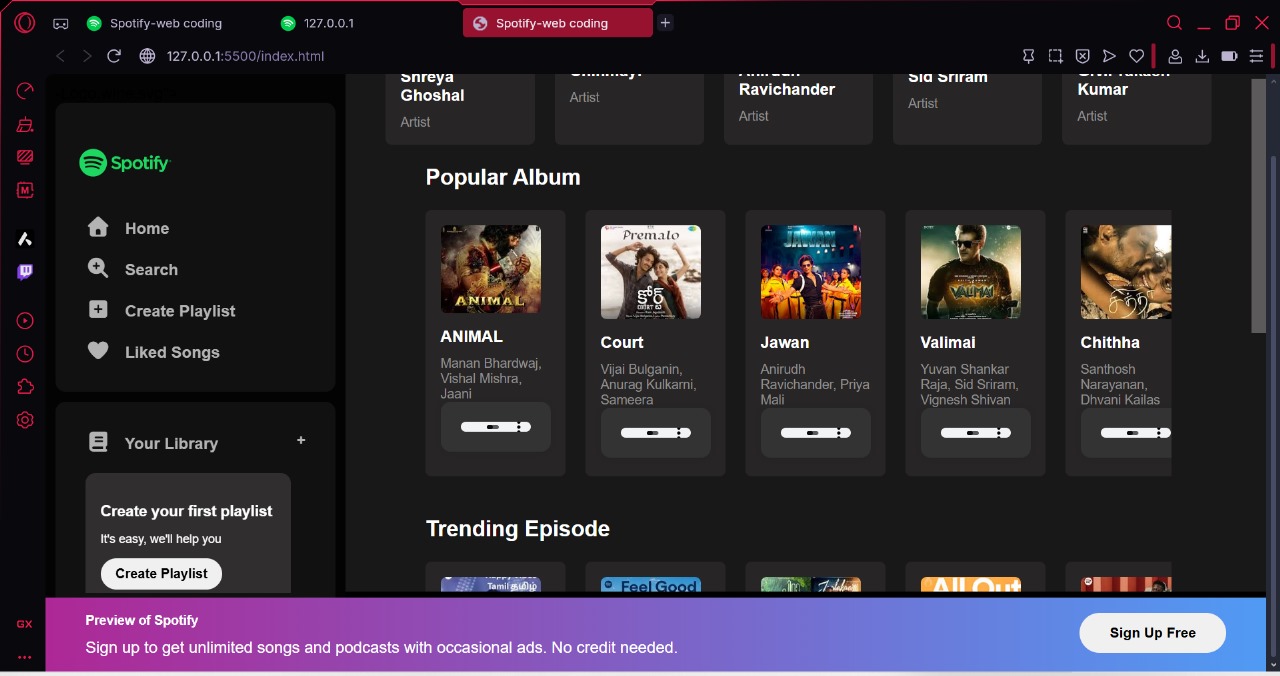 Spotify-web coding
127.0.0.1
Spotify-web coding
127.0.0.1:5500/index.html
Spotify
Home
Search
Create Playlist
Liked Songs
Your Library
+
Create your first playlist
It's easy, we'll help you
Create Playlist
Shreya
Ghoshal
Artist
Artist
Anirudh
Ravichander
Artist
Sid Sriram
Artist
Kumar
Artist
Popular Album
ANIMAL
ANIMAL
Manan Bhardwaj,
Vishal Mishra,
Jaani
Premalo
కోర్ట్
Court
Vijai Bulganin,
Anurag Kulkarni,
Sameera
JAWAN
Jawan
Anirudh
Ravichander, Priya
Mali
VALIMAI
Valimai
Yuvan Shankar
Raja, Sid Sriram,
Vignesh Shivan
சித்தா
Chithha
Santhosh
Narayanan,
Dhvani Kailas
Trending Episode
Tamil தமிழ்
Feel Good
All Out
Preview of Spotify
Sign up to get unlimited songs and podcasts with occasional ads. No credit needed.
Sign Up Free
GX